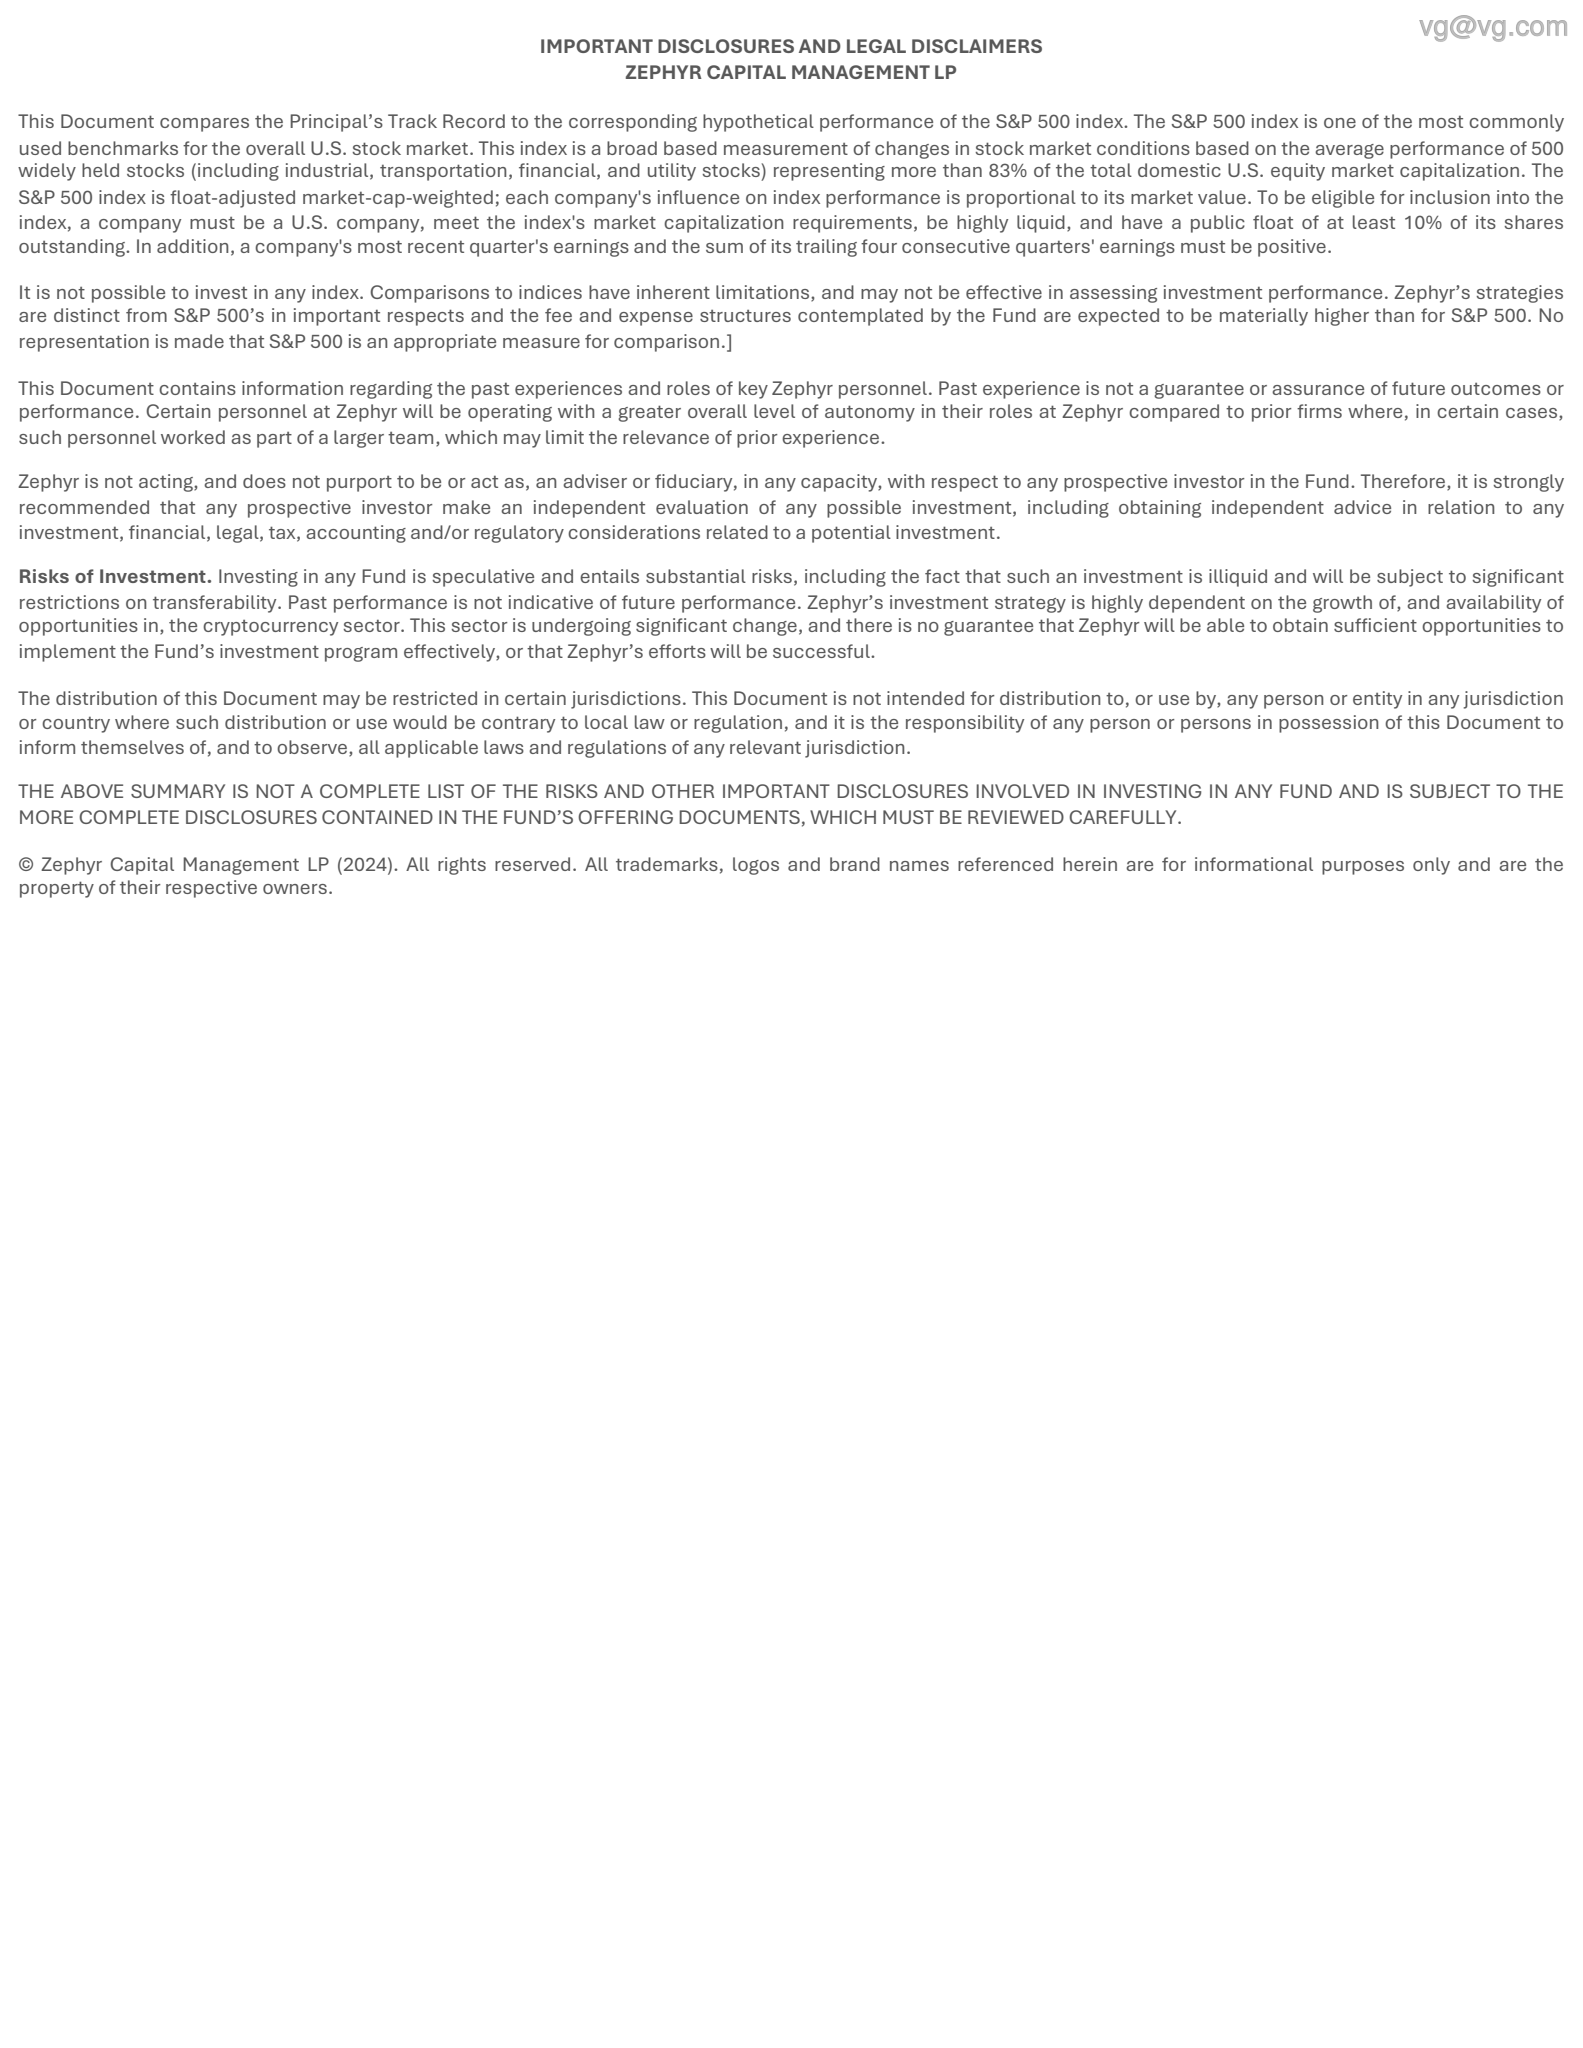 vg@vg.com
IMPORTANT DISCLOSURES AND LEGAL DISCLAIMERS
ZEPHYR CAPITAL MANAGEMENT LP
This Document compares the Principal’s Track Record to the corresponding hypothetical performance of the S&P 500 index. The S&P 500 index is one of the most commonly
used benchmarks for the overall U.S. stock market. This index is a broad based measurement of changes in stock market conditions based on the average performance of 500
widely held stocks (including industrial, transportation, financial, and utility stocks) representing more than 83% of the total domestic U.S. equity market capitalization. The
S&P 500 index is float-adjusted market-cap-weighted; each company's influence on index performance is proportional to its market value. To be eligible for inclusion into the
index, a company must be a U.S. company, meet the index's market capitalization requirements, be highly liquid, and have a public float of at least 10% of its shares
outstanding. In addition, a company's most recent quarter's earnings and the sum of its trailing four consecutive quarters' earnings must be positive.
It is not possible to invest in any index. Comparisons to indices have inherent limitations, and may not be effective in assessing investment performance. Zephyr’s strategies
are distinct from S&P 500’s in important respects and the fee and expense structures contemplated by the Fund are expected to be materially higher than for S&P 500. No
representation is made that S&P 500 is an appropriate measure for comparison.]
This Document contains information regarding the past experiences and roles of key Zephyr personnel. Past experience is not a guarantee or assurance of future outcomes or
performance. Certain personnel at Zephyr will be operating with a greater overall level of autonomy in their roles at Zephyr compared to prior firms where, in certain cases,
such personnel worked as part of a larger team, which may limit the relevance of prior experience.
Zephyr is not acting, and does not purport to be or act as, an adviser or fiduciary, in any capacity, with respect to any prospective investor in the Fund. Therefore, it is strongly
recommended that any prospective investor make an independent evaluation of any possible investment, including obtaining independent advice in relation to any
investment, financial, legal, tax, accounting and/or regulatory considerations related to a potential investment.
Risks of Investment. Investing in any Fund is speculative and entails substantial risks, including the fact that such an investment is illiquid and will be subject to significant
restrictions on transferability. Past performance is not indicative of future performance. Zephyr’s investment strategy is highly dependent on the growth of, and availability of
opportunities in, the cryptocurrency sector. This sector is undergoing significant change, and there is no guarantee that Zephyr will be able to obtain sufficient opportunities to
implement the Fund’s investment program effectively, or that Zephyr’s efforts will be successful.
The distribution of this Document may be restricted in certain jurisdictions. This Document is not intended for distribution to, or use by, any person or entity in any jurisdiction
or country where such distribution or use would be contrary to local law or regulation, and it is the responsibility of any person or persons in possession of this Document to
inform themselves of, and to observe, all applicable laws and regulations of any relevant jurisdiction.
THE ABOVE SUMMARY IS NOT A COMPLETE LIST OF THE RISKS AND OTHER IMPORTANT DISCLOSURES INVOLVED IN INVESTING IN ANY FUND AND IS SUBJECT TO THE
MORE COMPLETE DISCLOSURES CONTAINED IN THE FUND’S OFFERING DOCUMENTS, WHICH MUST BE REVIEWED CAREFULLY.
© Zephyr Capital Management LP (2024). All rights reserved. All trademarks, logos and brand names referenced herein are for informational purposes only and are the
property of their respective owners.